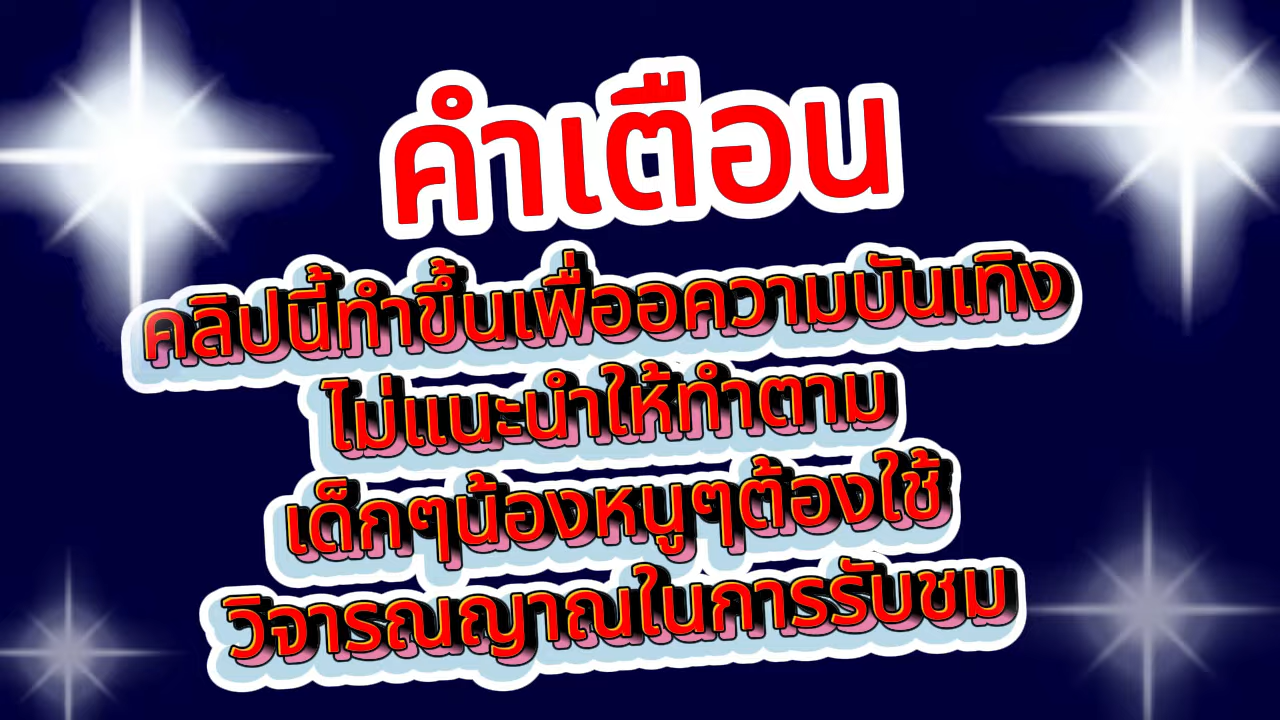 คำเตือน
คลิปนี้ทำขึ้นเพื่ออความบันเทิง
ไม่แนะนำให้ทำตาม
เด็กๆน้องหนูๆต้องใช้
วิจารณญาณในการรับชม